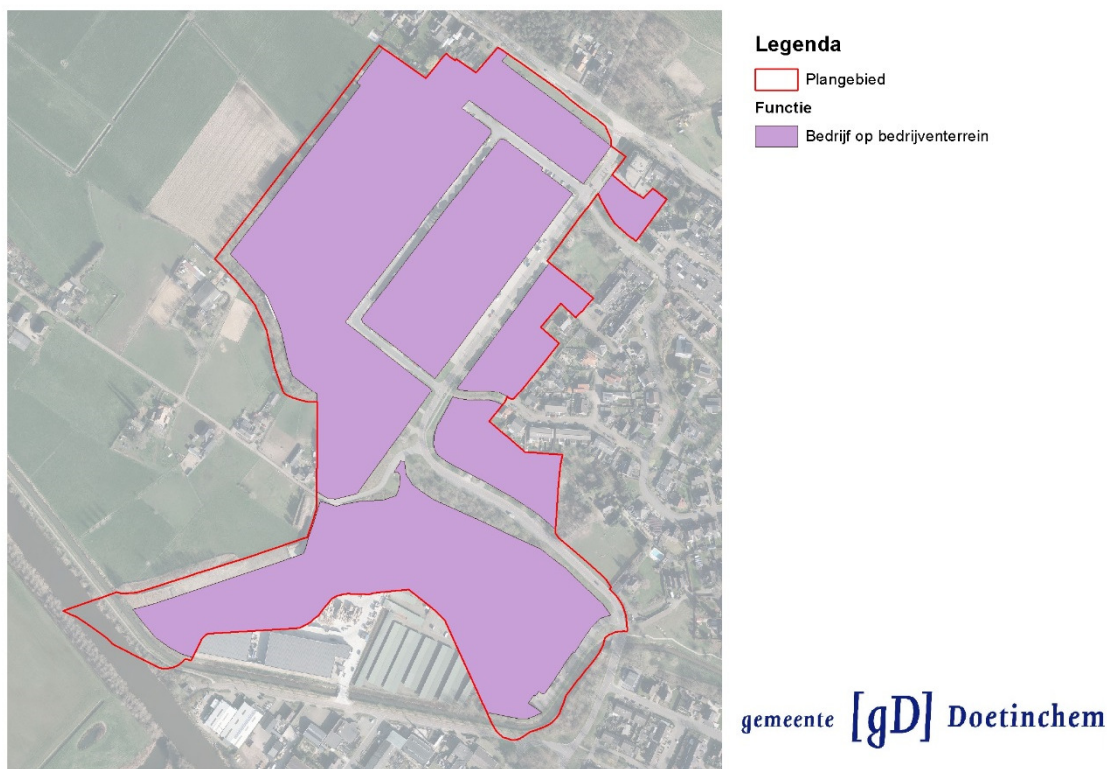 Legenda
Plangebied
Functie
Bedrijf op bedrijventerrein
gemeente [gD] Doetinchem